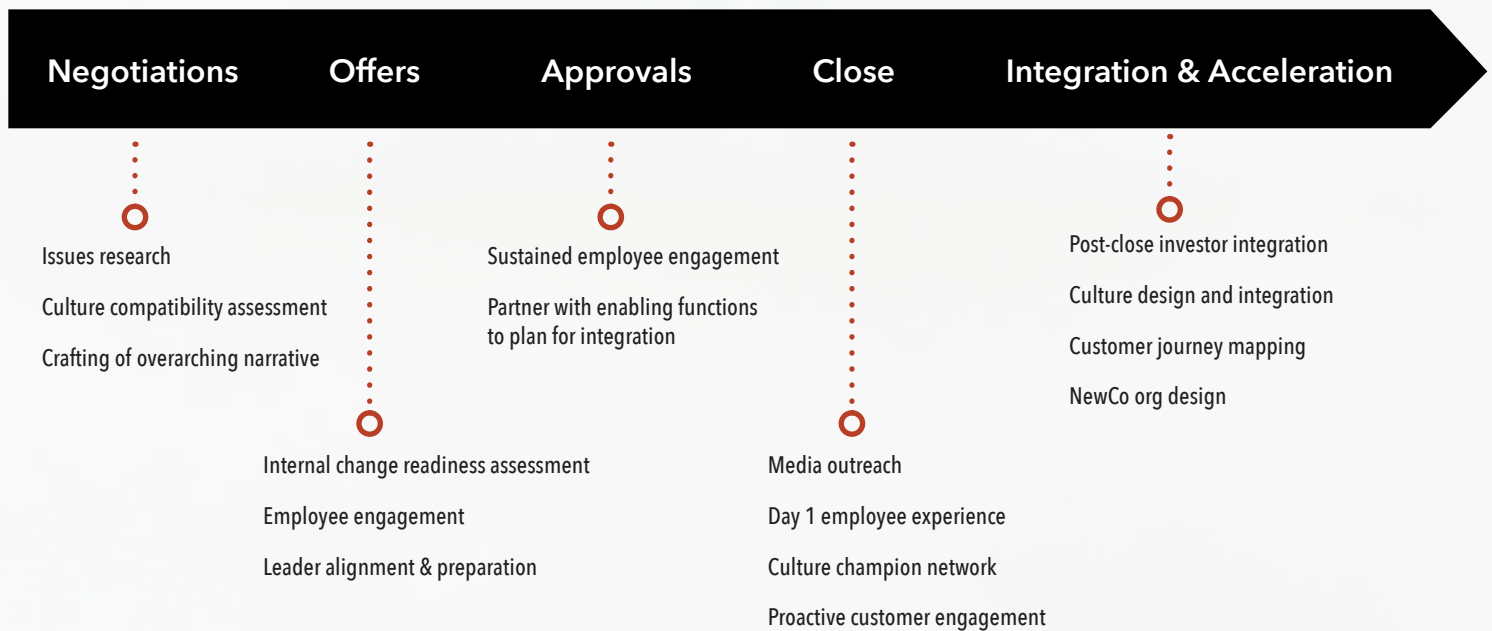 Negotiations
Offers
Approvals
Close
Integration & Acceleration
Issues research
Culture compatibility assessment
Crafting of overarching narrative
Internal change readiness assessment
Employee engagement
Leader alignment & preparation
Sustained employee engagement
Partner with enabling functions
to plan for integration
Media outreach
Day 1 employee experience
Culture champion network
Proactive customer engagement
Post-close investor integration
Culture design and integration
Customer journey mapping
NewCo org design